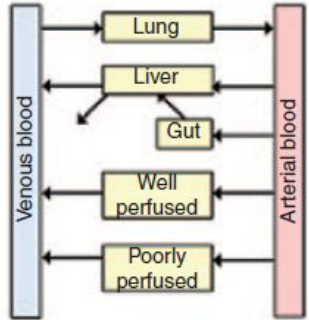 Lung
Liver
Gut
Well
perfused
Poorly
perfused
Venous blood
Arterial blood